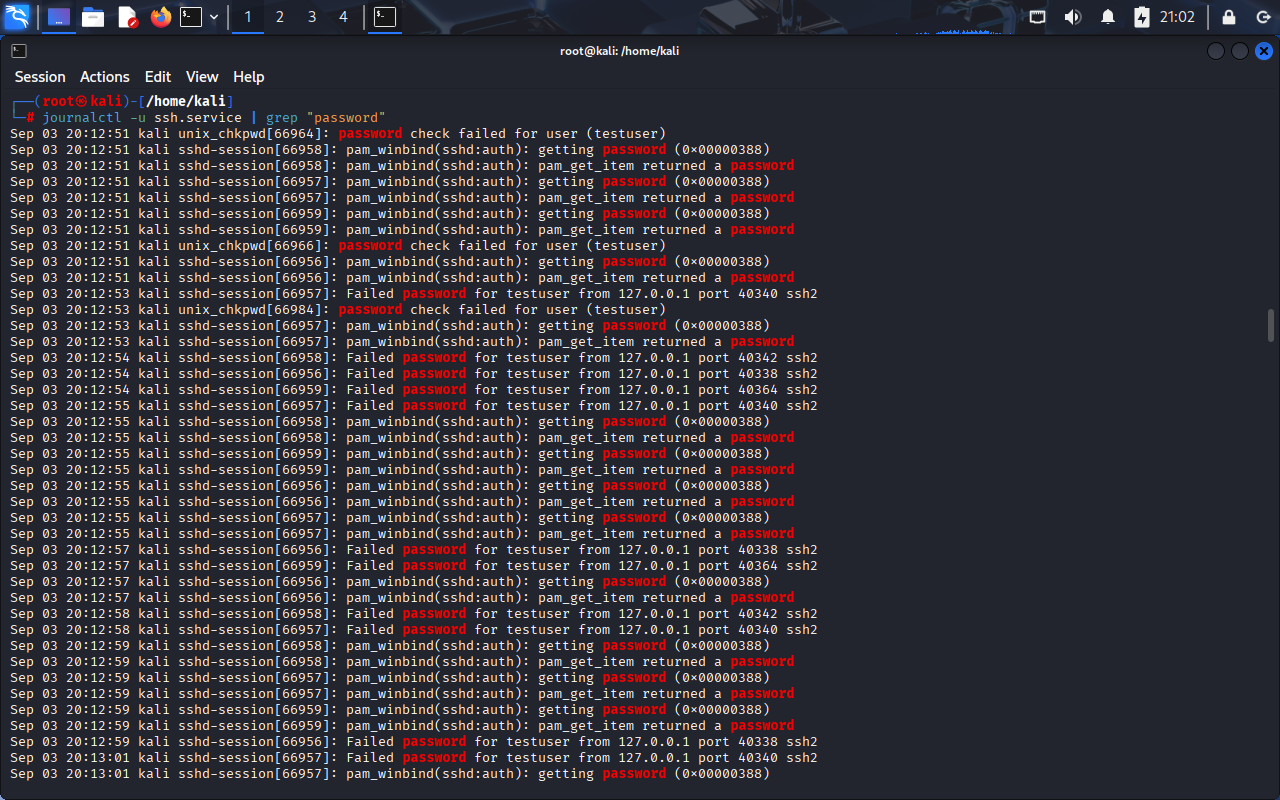 1 2 3 4 21:02
root@kali: /home/kali
Session Actions Edit View Help
┌──(root㉿kali)-[/home/kali]
└─# journalctl -u ssh.service | grep "password"
Sep 03 20:12:51 kali unix_chkpwd[66964]: password check failed for user (testuser)
Sep 03 20:12:51 kali sshd-session[66958]: pam_winbind(sshd:auth): getting password (0×00000388)
Sep 03 20:12:51 kali sshd-session[66958]: pam_winbind(sshd:auth): pam_get_item returned a password
Sep 03 20:12:51 kali sshd-session[66957]: pam_winbind(sshd:auth): getting password (0×00000388)
Sep 03 20:12:51 kali sshd-session[66957]: pam_winbind(sshd:auth): pam_get_item returned a password
Sep 03 20:12:51 kali sshd-session[66959]: pam_winbind(sshd:auth): getting password (0×00000388)
Sep 03 20:12:51 kali sshd-session[66959]: pam_winbind(sshd:auth): pam_get_item returned a password
Sep 03 20:12:51 kali unix_chkpwd[66966]: password check failed for user (testuser)
Sep 03 20:12:51 kali sshd-session[66956]: pam_winbind(sshd:auth): getting password (0×00000388)
Sep 03 20:12:51 kali sshd-session[66956]: pam_winbind(sshd:auth): pam_get_item returned a password
Sep 03 20:12:53 kali sshd-session[66957]: Failed password for testuser from 127.0.0.1 port 40340 ssh2
Sep 03 20:12:53 kali unix_chkpwd[66984]: password check failed for user (testuser)
Sep 03 20:12:53 kali sshd-session[66957]: pam_winbind(sshd:auth): getting password (0×00000388)
Sep 03 20:12:53 kali sshd-session[66957]: pam_winbind(sshd:auth): pam_get_item returned a password
Sep 03 20:12:54 kali sshd-session[66958]: Failed password for testuser from 127.0.0.1 port 40342 ssh2
Sep 03 20:12:54 kali sshd-session[66956]: Failed password for testuser from 127.0.0.1 port 40338 ssh2
Sep 03 20:12:54 kali sshd-session[66959]: Failed password for testuser from 127.0.0.1 port 40364 ssh2
Sep 03 20:12:55 kali sshd-session[66957]: Failed password for testuser from 127.0.0.1 port 40340 ssh2
Sep 03 20:12:55 kali sshd-session[66958]: pam_winbind(sshd:auth): getting password (0×00000388)
Sep 03 20:12:55 kali sshd-session[66958]: pam_winbind(sshd:auth): pam_get_item returned a password
Sep 03 20:12:55 kali sshd-session[66959]: pam_winbind(sshd:auth): getting password (0×00000388)
Sep 03 20:12:55 kali sshd-session[66959]: pam_winbind(sshd:auth): pam_get_item returned a password
Sep 03 20:12:55 kali sshd-session[66956]: pam_winbind(sshd:auth): getting password (0×00000388)
Sep 03 20:12:55 kali sshd-session[66956]: pam_winbind(sshd:auth): pam_get_item returned a password
Sep 03 20:12:55 kali sshd-session[66957]: pam_winbind(sshd:auth): getting password (0×00000388)
Sep 03 20:12:55 kali sshd-session[66957]: pam_winbind(sshd:auth): pam_get_item returned a password
Sep 03 20:12:57 kali sshd-session[66956]: Failed password for testuser from 127.0.0.1 port 40338 ssh2
Sep 03 20:12:57 kali sshd-session[66959]: Failed password for testuser from 127.0.0.1 port 40364 ssh2
Sep 03 20:12:57 kali sshd-session[66956]: pam_winbind(sshd:auth): getting password (0×00000388)
Sep 03 20:12:57 kali sshd-session[66956]: pam_winbind(sshd:auth): pam_get_item returned a password
Sep 03 20:12:58 kali sshd-session[66958]: Failed password for testuser from 127.0.0.1 port 40342 ssh2
Sep 03 20:12:58 kali sshd-session[66957]: Failed password for testuser from 127.0.0.1 port 40340 ssh2
Sep 03 20:12:59 kali sshd-session[66958]: pam_winbind(sshd:auth): getting password (0×00000388)
Sep 03 20:12:59 kali sshd-session[66958]: pam_winbind(sshd:auth): pam_get_item returned a password
Sep 03 20:12:59 kali sshd-session[66957]: pam_winbind(sshd:auth): getting password (0×00000388)
Sep 03 20:12:59 kali sshd-session[66957]: pam_winbind(sshd:auth): pam_get_item returned a password
Sep 03 20:12:59 kali sshd-session[66959]: pam_winbind(sshd:auth): getting password (0×00000388)
Sep 03 20:12:59 kali sshd-session[66959]: pam_winbind(sshd:auth): pam_get_item returned a password
Sep 03 20:12:59 kali sshd-session[66956]: Failed password for testuser from 127.0.0.1 port 40338 ssh2
Sep 03 20:13:01 kali sshd-session[66957]: Failed password for testuser from 127.0.0.1 port 40340 ssh2
Sep 03 20:13:01 kali sshd-session[66957]: pam_winbind(sshd:auth): getting password (0×00000388)